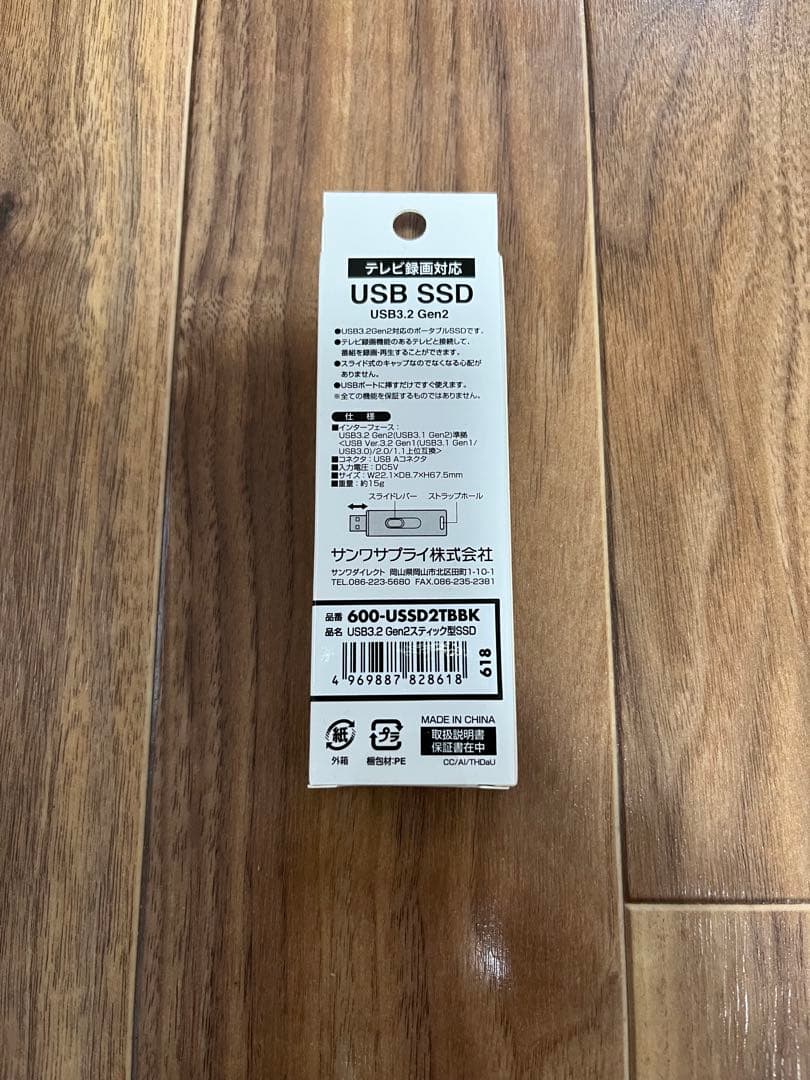 テレビ録画対応
USB SSD
USB3.2 Gen2
●USB3.2Gen2対応のポータブルSSDです。
●テレビ録画機能のあるテレビと接続して、
番組を録画・再生することができます。
●スライド式のキャップなのでなくなる心配が
ありません。
●USBポートに挿すだけですぐ使えます。
※全ての機能を保証するものではありません。
仕 様
■インターフェース：
USB3.2 Gen2(USB3.1 Gen2)準拠
<USB Ver.3.2 Gen1(USB3.1 Gen1/
USB3.0)/2.0/1.1上位互換>
■コネクタ：USB Aコネクタ
■入力電圧：DC5V
■サイズ：W22.1×D8.7×H67.5mm
■重量：約15g
スライドレバー ストラップホール
サンワサプライ株式会社
サンワダイレクト 岡山県岡山市北区田町1-10-1
TEL.086-223-5680 FAX.086-235-2381
品番 600-USSD2TBBK
品名 USB3.2 Gen2スティック型SSD
618
4 969887 828618
紙
外箱
プラ
梱包材:PE
MADE IN CHINA
取扱説明書
保証書在中
CC/AI/THDaU